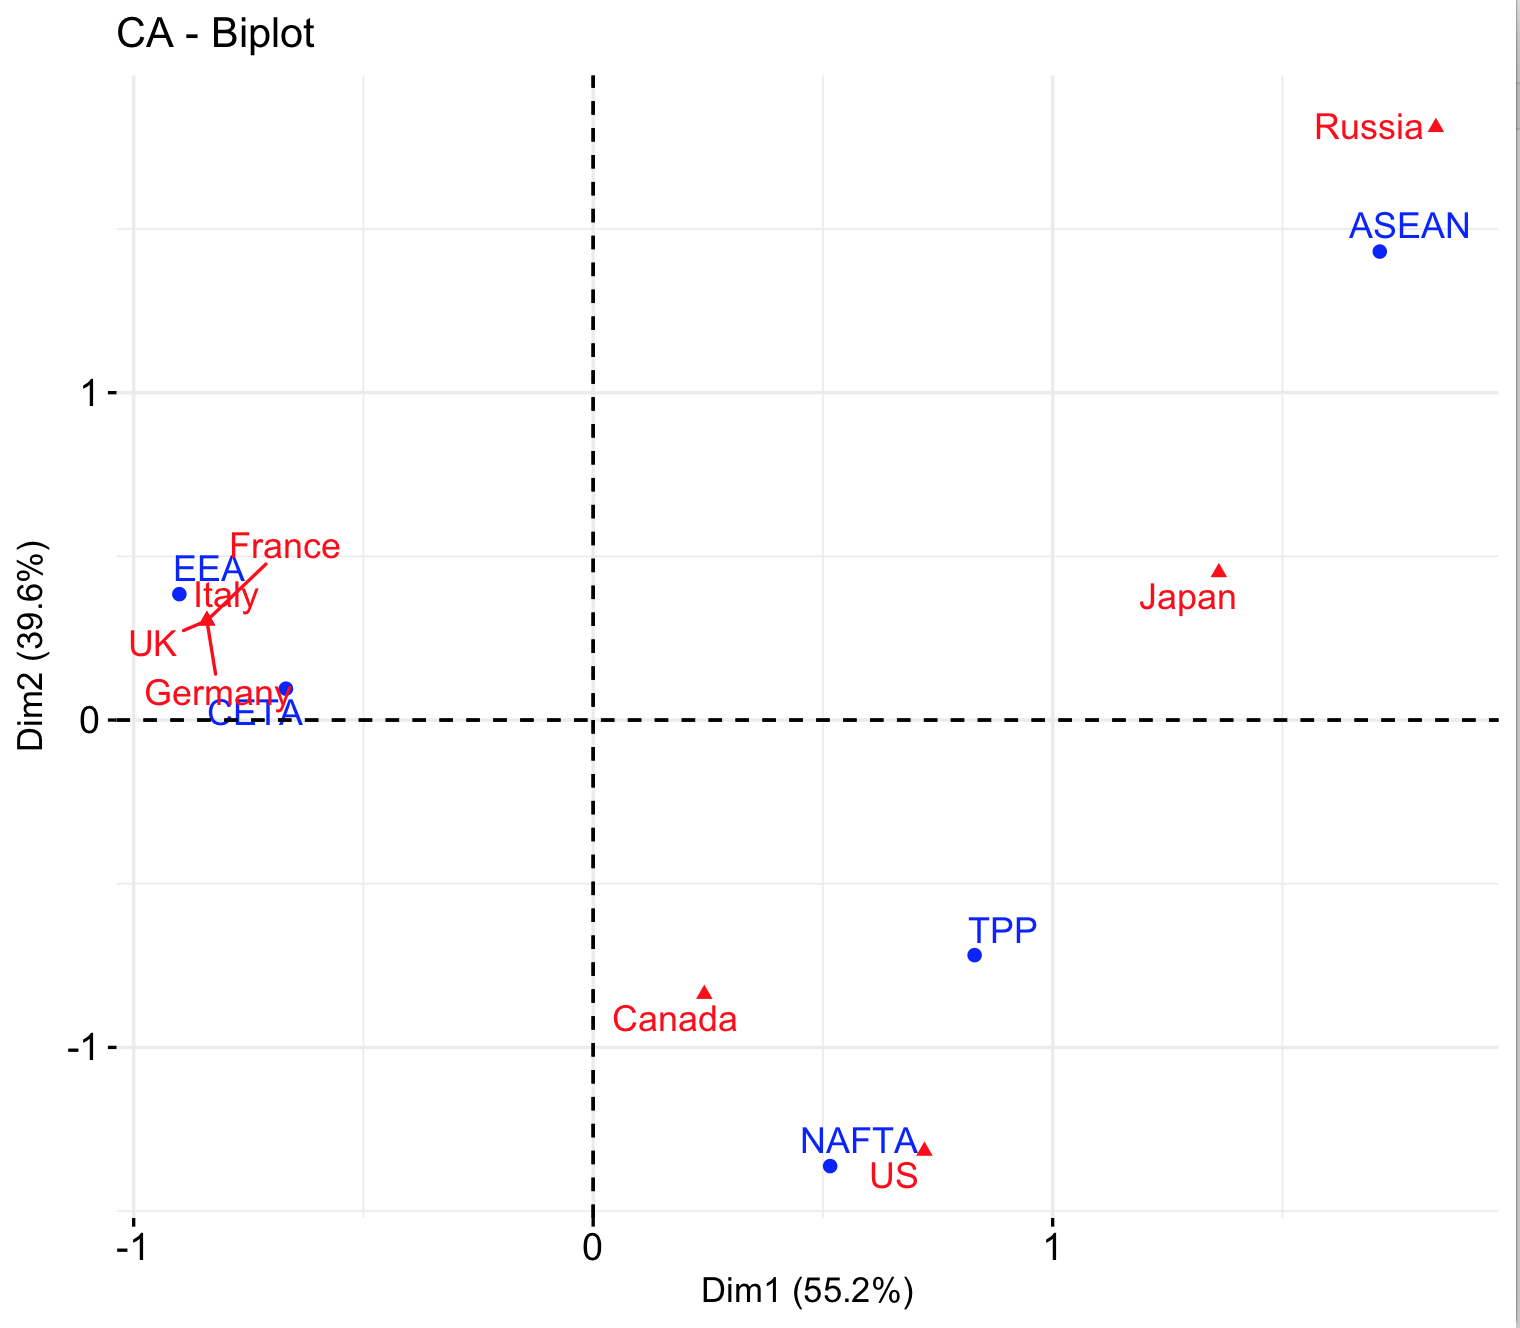 CA - Biplot
Russia
ASEAN
1
France
EEA
Italy
Japan
UK
Germany
CETA
0
Dim2 (39.6%)
TPP
Canada
-1
NAFTA
US
-1
0
1
Dim1 (55.2%)